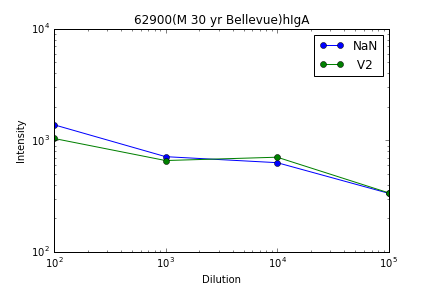 62900(M 30 yr Bellevue)hIgA
10^4
NaN
V2
10^3
Intensity
10^2
10^2 10^3 10^4 10^5
Dilution